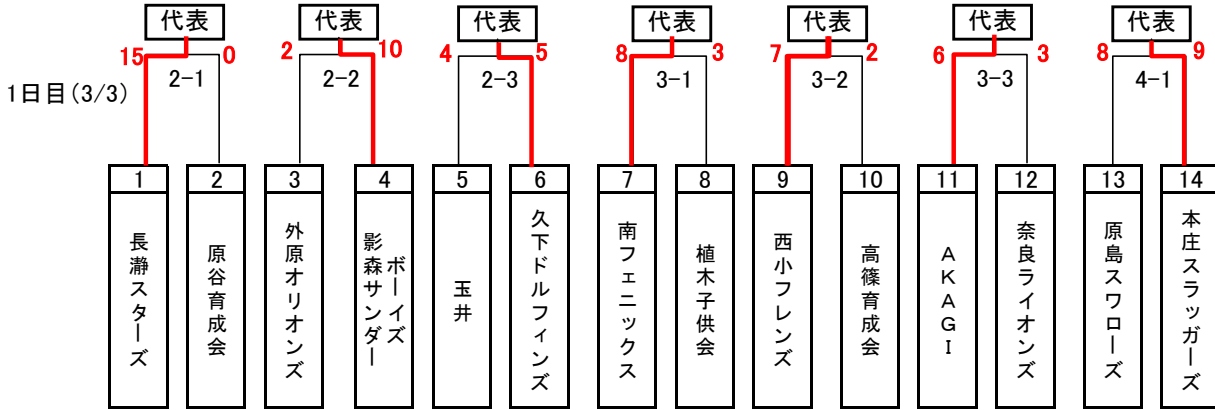 代表 代表 代表 代表 代表 代表 代表
15 0 2 10 4 5 8 3 7 2 6 3 8 9
1日目(3/3) 2-1 2-2 2-3 3-1 3-2 3-3 4-1
1 2 3 4 5 6 7 8 9 10 11 12 13 14
長瀞スターズ
原谷育成会
外原オリオンズ
影森サンダー
ボーイズ
玉井
久下ドルフィンズ
南フェニックス
植木子供会
西小フレンズ
高篠育成会
AKAGI
奈良ライオンズ
原島スワローズ
本庄スラッガーズ